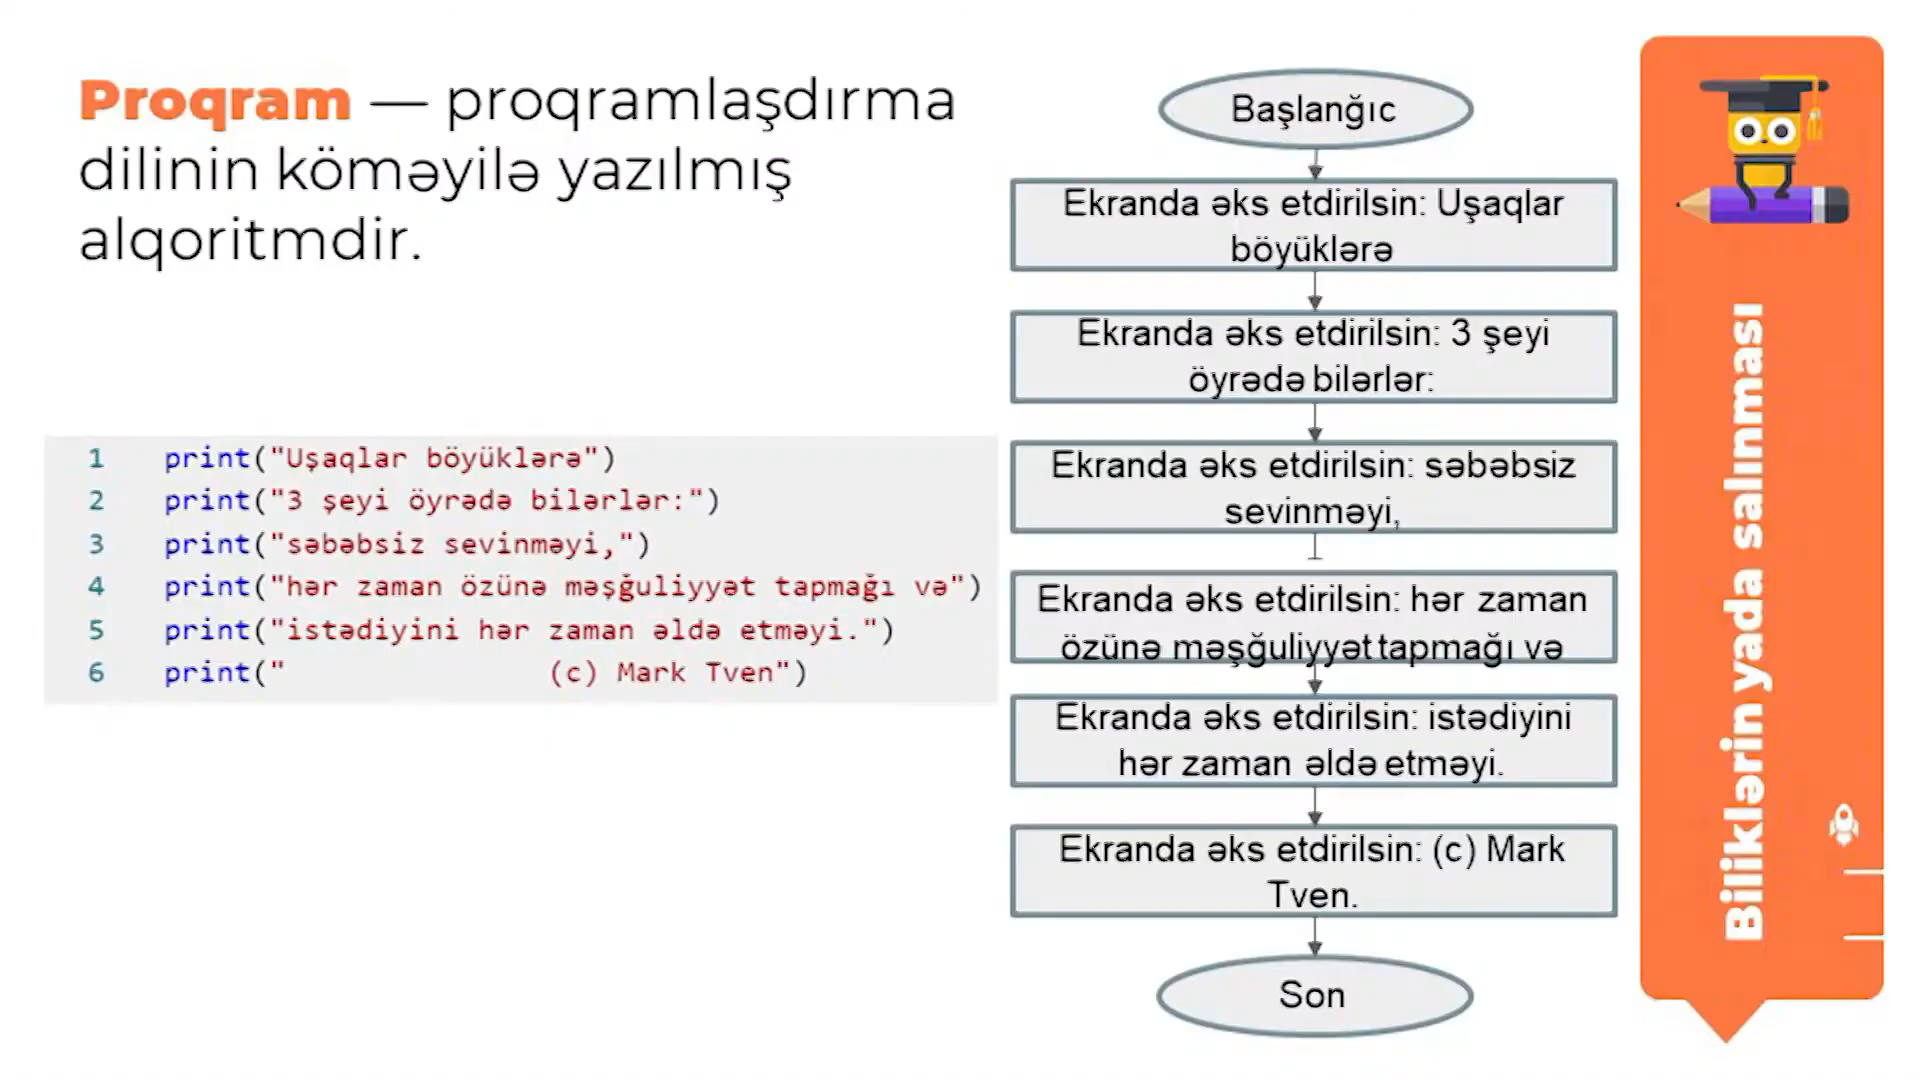 Proqram — proqramlaşdırma
dilinin köməyilə yazılmış
alqoritmdir.
1 print("Uşaqlar böyüklərə")
2 print("3 şeyi öyrədə bilərlər:")
3 print("səbəbsiz sevinməyi,")
4 print("hər zaman özünə məşğuliyyət tapmağı və")
5 print("istədiyini hər zaman əldə etməyi.")
6 print("                (c) Mark Tven")
Başlanğıc
Ekranda əks etdirilsin: Uşaqlar
böyüklərə
Ekranda əks etdirilsin: 3 şeyi
öyrədə bilərlər:
Ekranda əks etdirilsin: səbəbsiz
sevinməyi,
Ekranda əks etdirilsin: hər zaman
özünə məşğuliyyət tapmağı və
Ekranda əks etdirilsin: istədiyini
hər zaman əldə etməyi.
Ekranda əks etdirilsin: (c) Mark
Tven.
Son
Biliklərin yada salınması